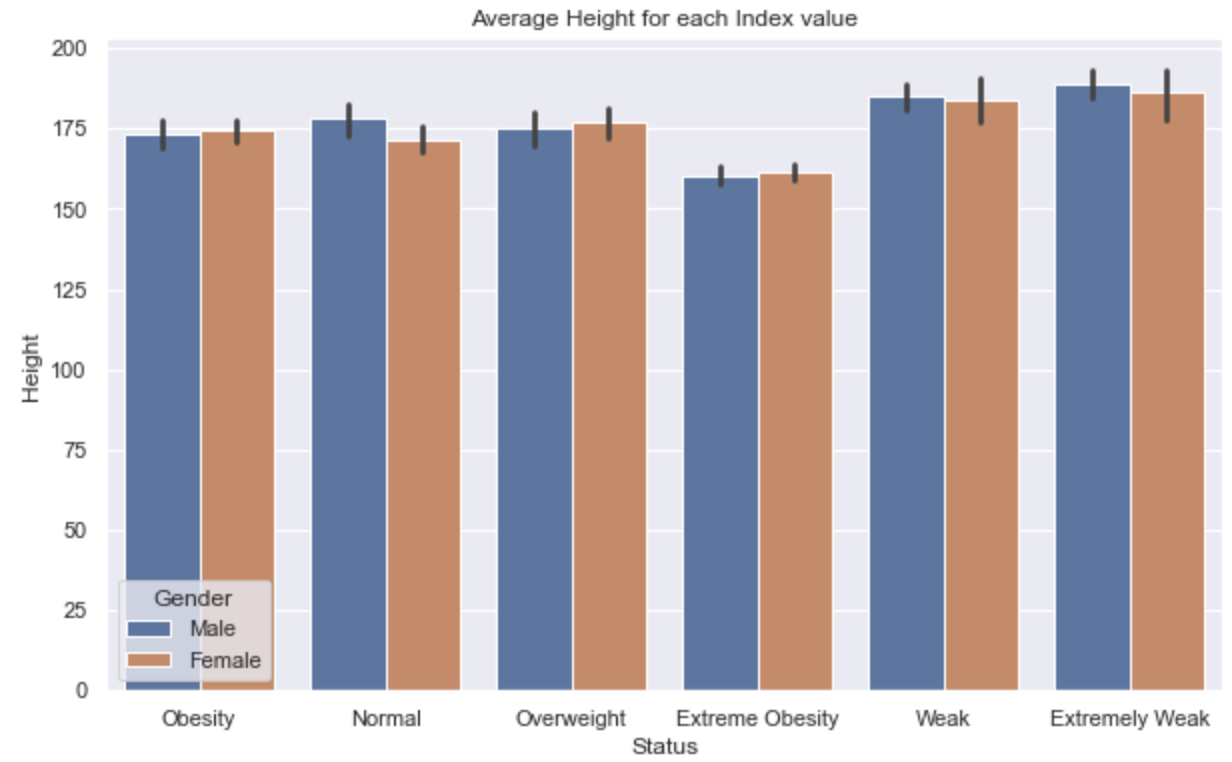 Average Height for each Index value
Height
200
175
150
125
100
75
50
25
0
Gender
Male
Female
Obesity
Normal
Overweight
Extreme Obesity
Weak
Extremely Weak
Status